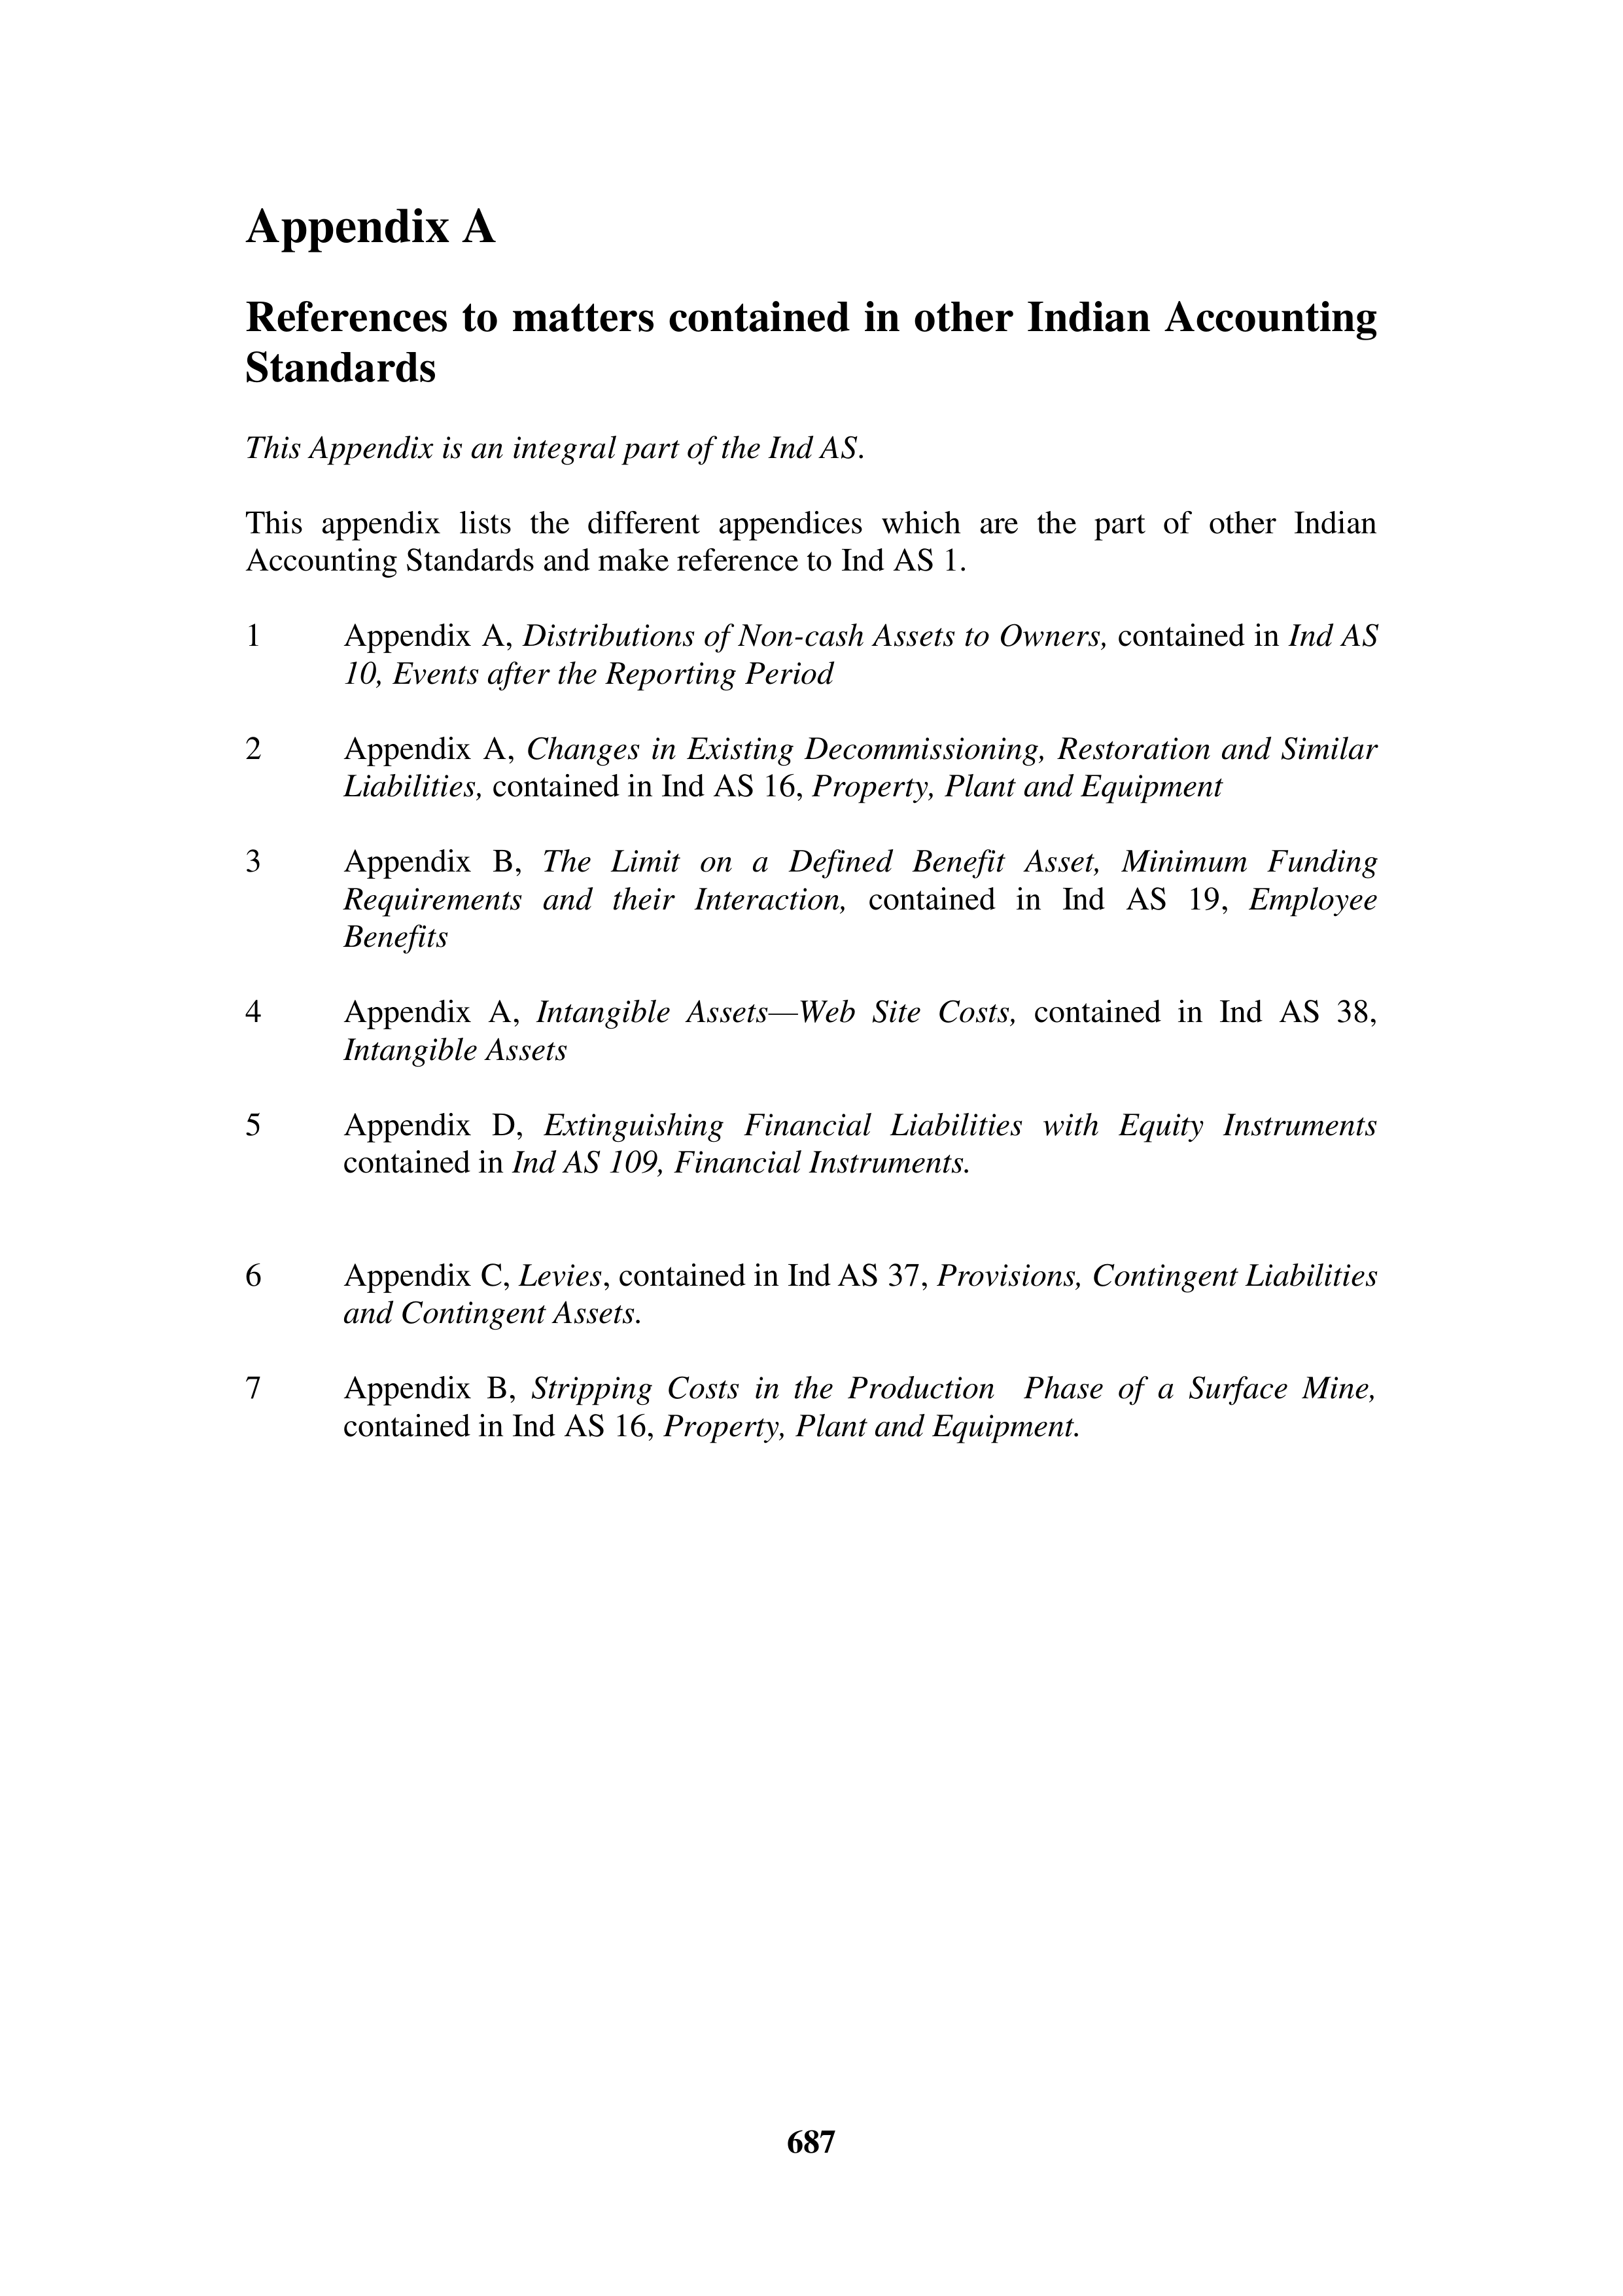 Appendix A
References to matters contained in other Indian Accounting
Standards
This Appendix is an integral part of the Ind AS.
This appendix lists the different appendices which are the part of other Indian
Accounting Standards and make reference to Ind AS 1.
1 Appendix A, Distributions of Non-cash Assets to Owners, contained in Ind AS
10, Events after the Reporting Period
2 Appendix A, Changes in Existing Decommissioning, Restoration and Similar
Liabilities, contained in Ind AS 16, Property, Plant and Equipment
3 Appendix B, The Limit on a Defined Benefit Asset, Minimum Funding
Requirements and their Interaction, contained in Ind AS 19, Employee
Benefits
4 Appendix A, Intangible Assets—Web Site Costs, contained in Ind AS 38,
Intangible Assets
5 Appendix D, Extinguishing Financial Liabilities with Equity Instruments
contained in Ind AS 109, Financial Instruments.
6 Appendix C, Levies, contained in Ind AS 37, Provisions, Contingent Liabilities
and Contingent Assets.
7 Appendix B, Stripping Costs in the Production Phase of a Surface Mine,
contained in Ind AS 16, Property, Plant and Equipment.
687